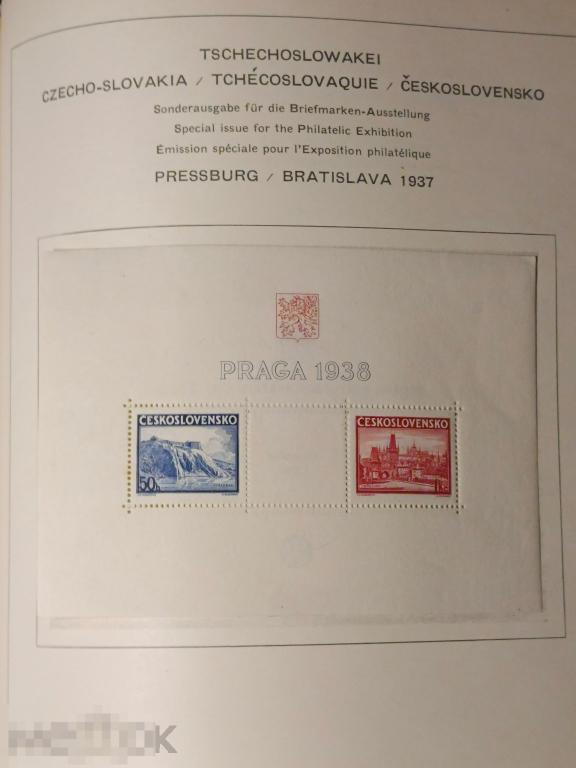 TSCHECHOSLOWAKEI
CZECHO-SLOVAKIA / TCHÉCOSLOVAQUIE / ČESKOSLOVENSKO
Sonderausgabe für die Briefmarken-Ausstellung
Special issue for the Philatelic Exhibition
Émission spéciale pour l'Exposition philatélique
PRESSBURG / BRATISLAVA 1937
PRAGA 1938
ČESKOSLOVENSKO
50h
ČESKOSLOVENSKO